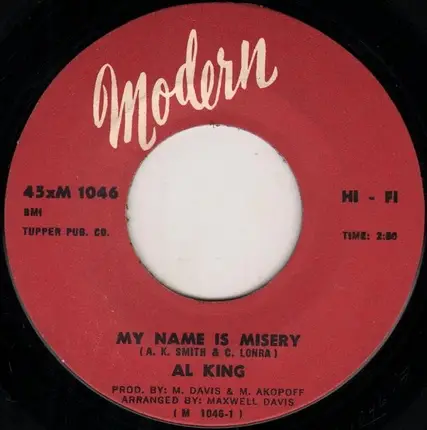 Modern
45xM 1046
BMI
TUPPER PUB. CO.
HI - FI
TIME: 2:50
MY NAME IS MISERY
( A. K. SMITH & C. LONRA )
AL KING
PROD. BY: M. DAVIS & M. AKOPOFF
ARRANGED BY: MAXWELL DAVIS
( M 1046-1 )